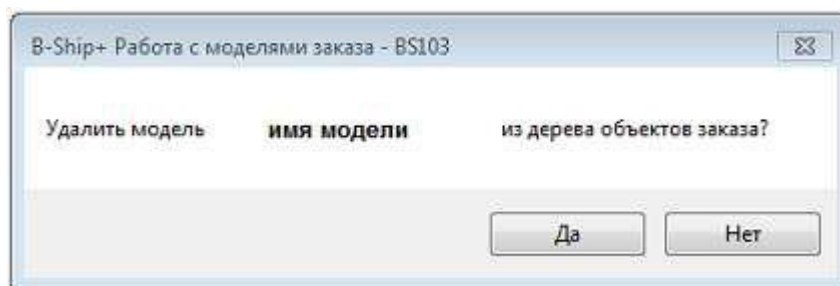 B-Ship+ Работа с моделями заказа - BS103
Удалить модель имя модели из дерева объектов заказа?
Да Нет